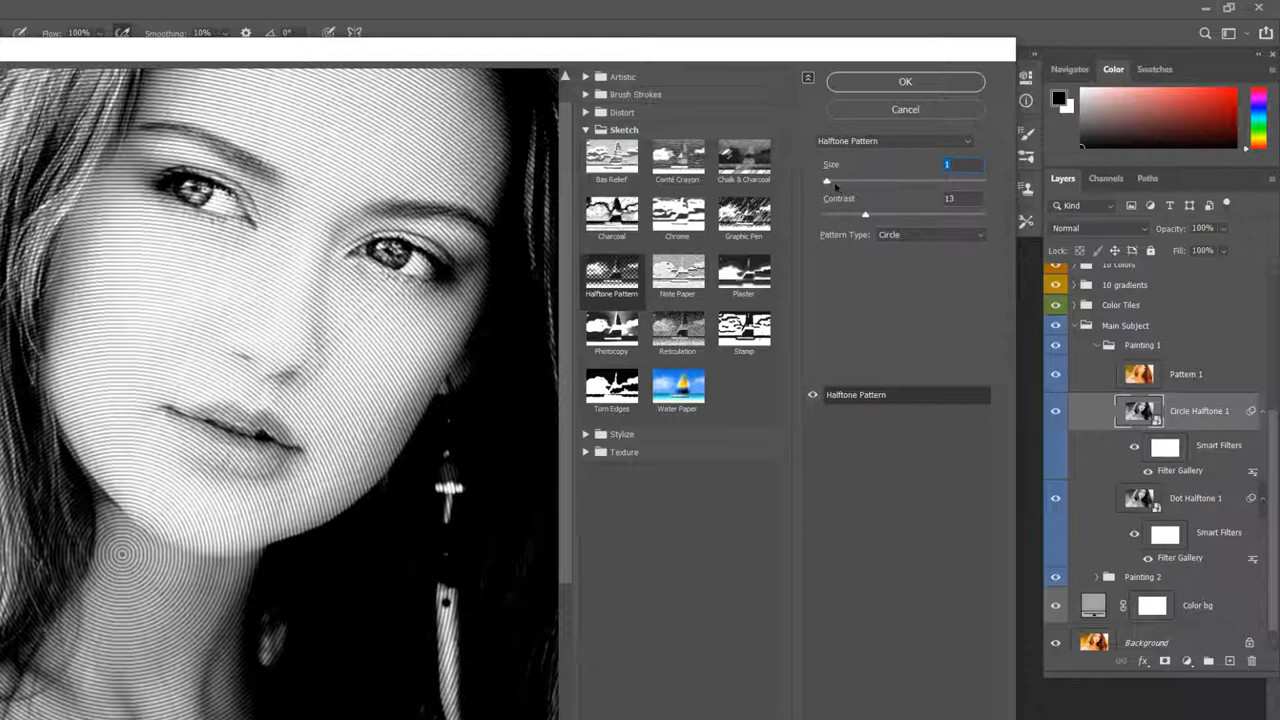 Flow: 100%
Smoothing: 10%
0°
Artistic
Brush Strokes
Distort
Sketch
Bas Relief
Conté Crayon
Chalk & Charcoal
Charcoal
Chrome
Graphic Pen
Halftone Pattern
Note Paper
Plaster
Photocopy
Reticulation
Stamp
Torn Edges
Water Paper
Stylize
Texture
OK
Cancel
Halftone Pattern
Size 1
Contrast 13
Pattern Type: Circle
Halftone Pattern
Navigator Color Swatches
Layers Channels Paths
Kind
Normal Opacity: 100%
Lock: Fill: 100%
10 colors
10 gradients
Color Tiles
Main Subject
Painting 1
Pattern 1
Circle Halftone 1
Smart Filters
Filter Gallery
Dot Halftone 1
Smart Filters
Filter Gallery
Painting 2
Color bg
Background
fx